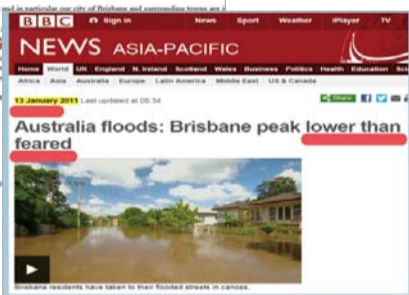 and in particular our city of Brisbane and surrounding towns are
BBC Sign in News Sport Weather iPlayer TV
NEWS ASIA-PACIFIC
Home World UK England N. Ireland Scotland Wales Business Politics Health Education
Africa Asia Australia Europe Latin America Middle East US & Canada
13 January 2011 Last updated at 08:34
Share
Australia floods: Brisbane peak lower than
feared
Brisbane residents have taken to their flooded streets in canoes.